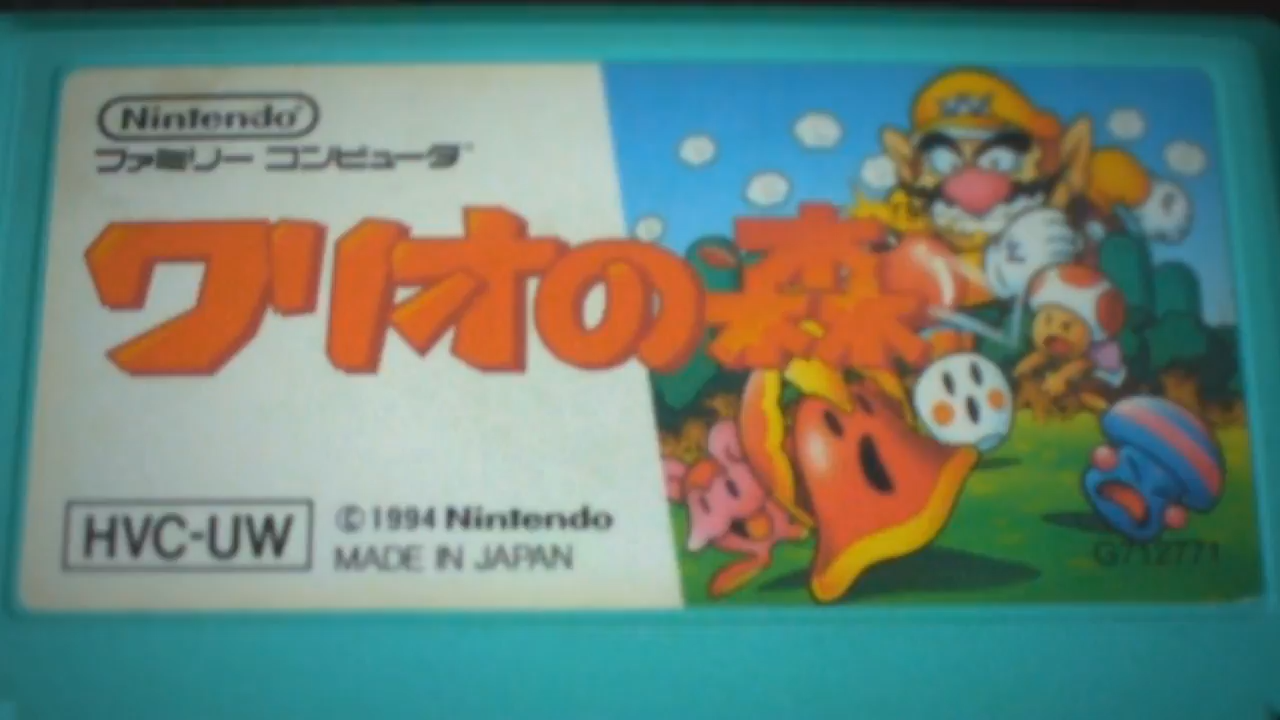 Nintendo
ファミリー コンピュータ
ワリオの森
HVC-UW
©1994 Nintendo
MADE IN JAPAN
G712771